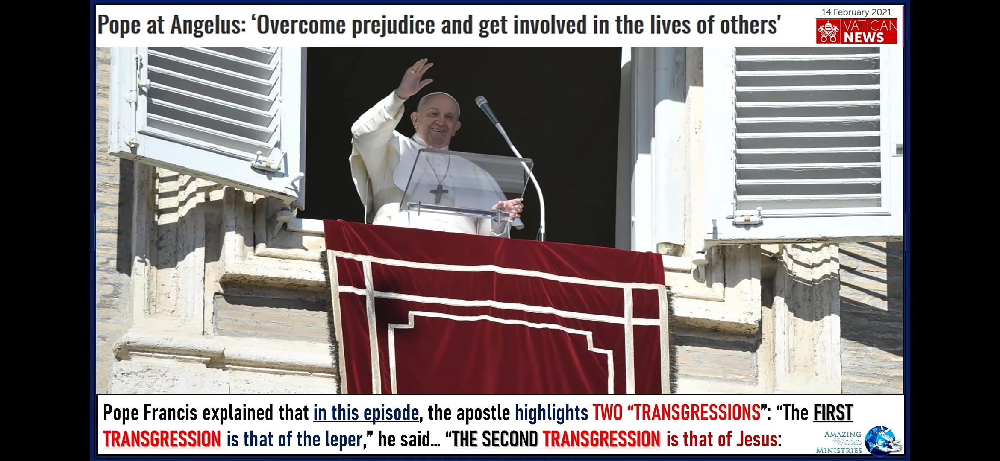 14 February 2021,
Pope at Angelus: ‘Overcome prejudice and get involved in the lives of others'
VATICAN
NEWS
Pope Francis explained that in this episode, the apostle highlights TWO “TRANSGRESSIONS”: “The FIRST
TRANSGRESSION is that of the leper,” he said... “THE SECOND TRANSGRESSION is that of Jesus:
AMAZING
WORD
MINISTRIES